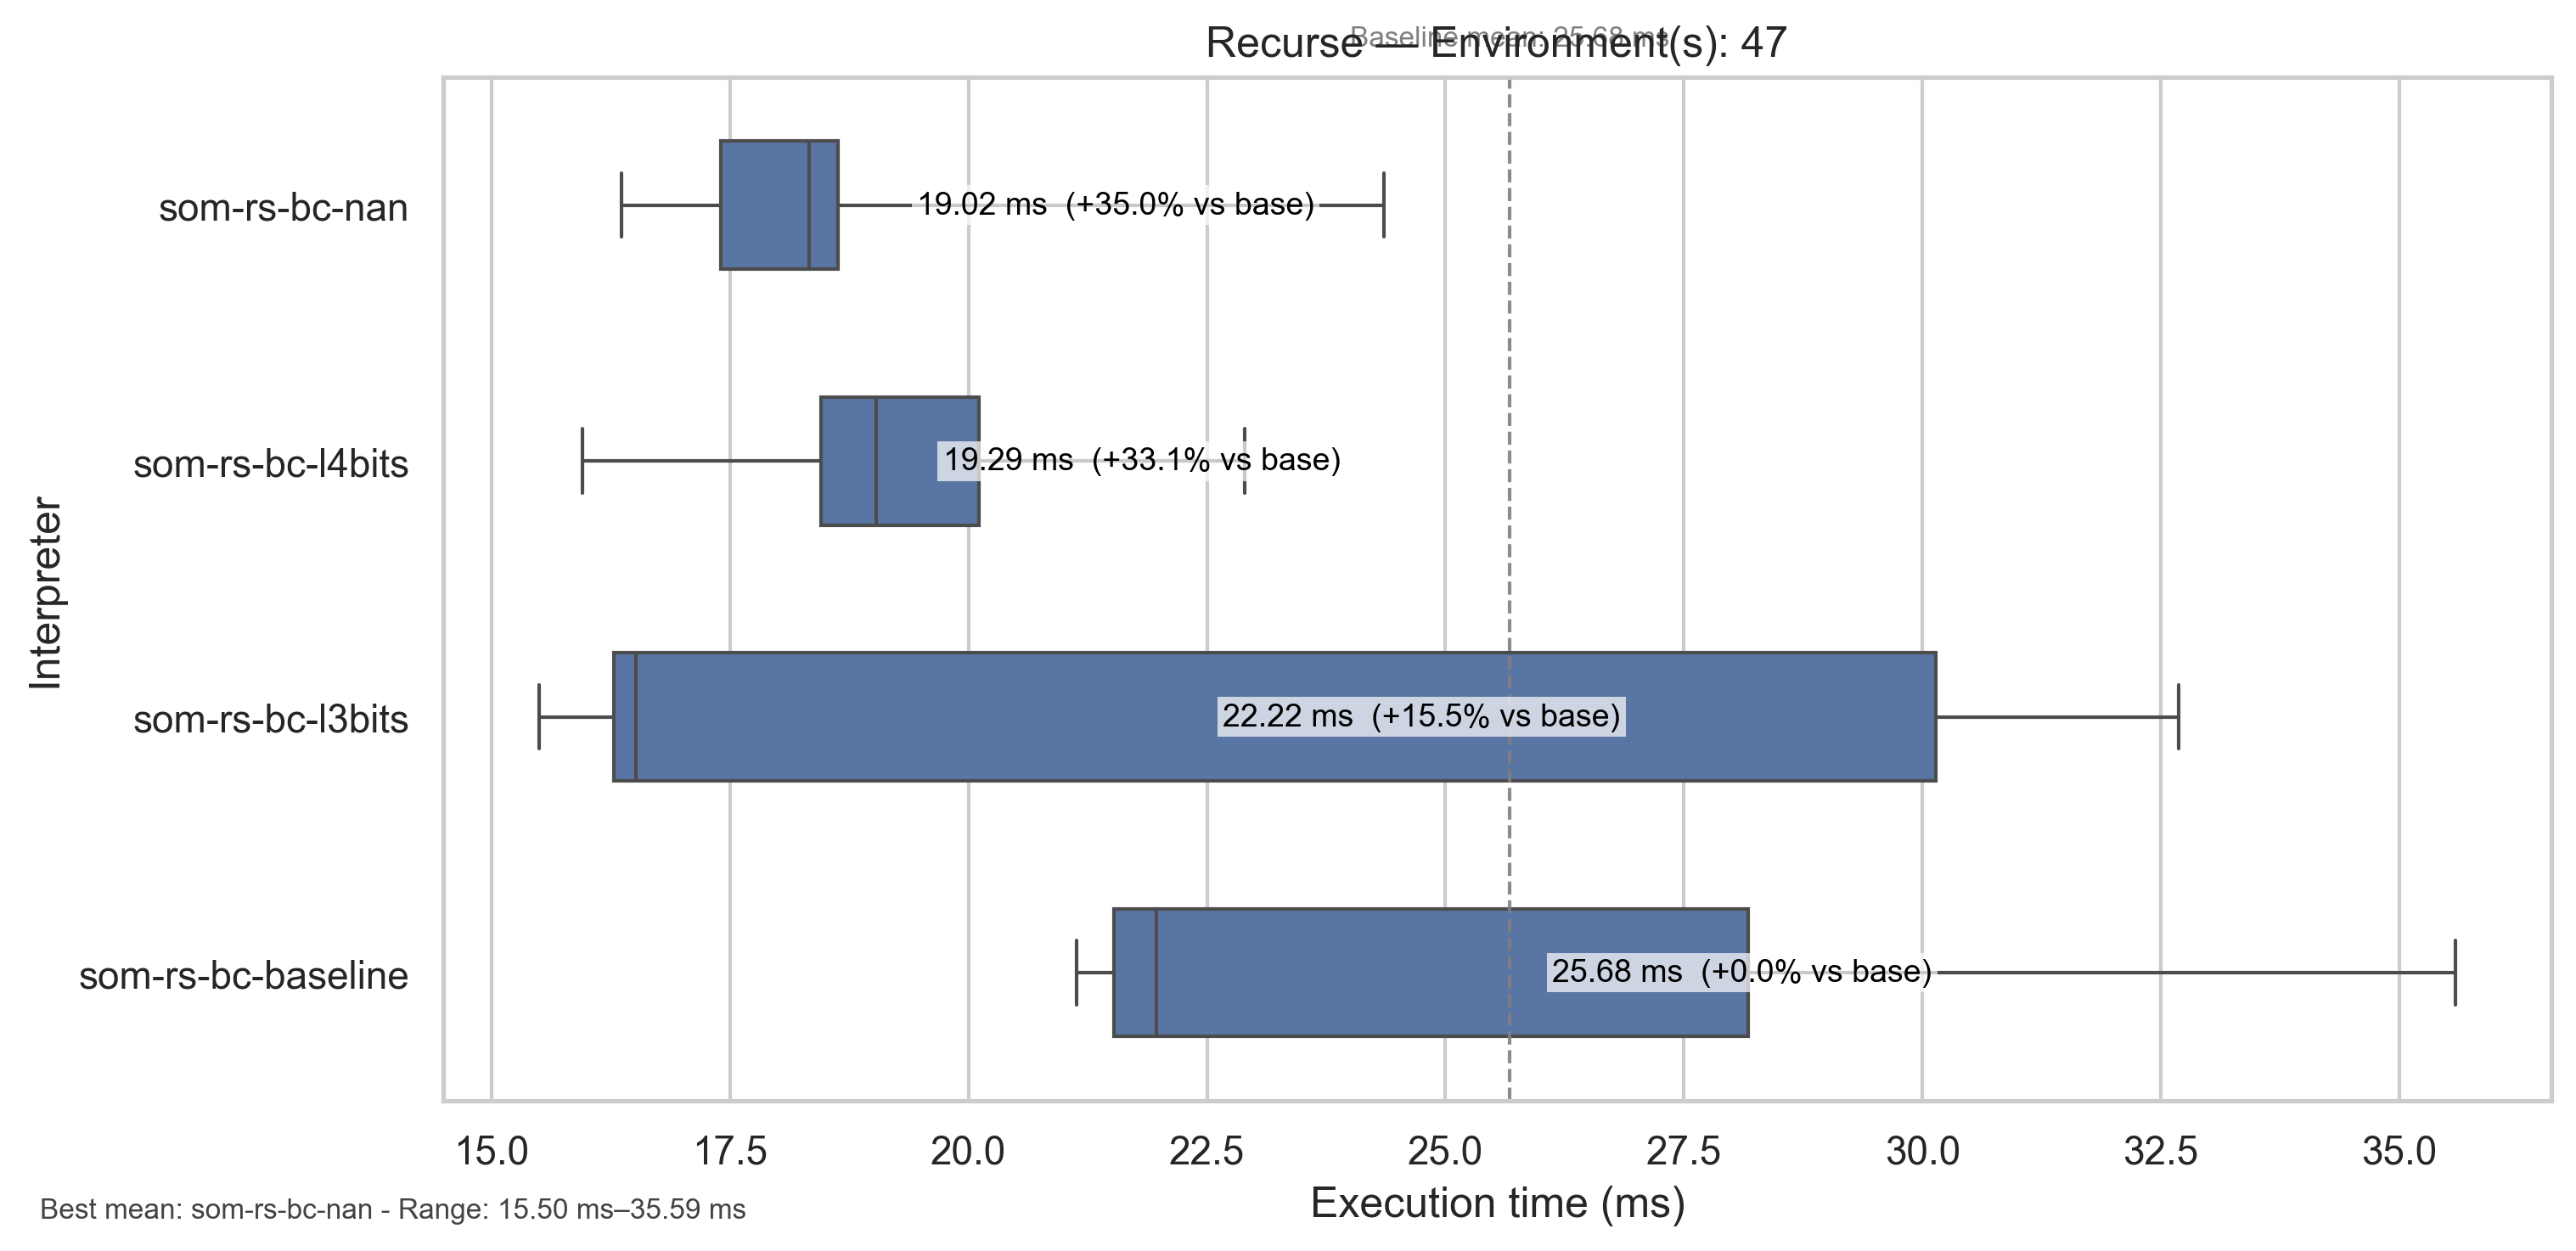 Baseline mean: 25.68 ms
Recurse — Environment(s): 47
som-rs-bc-nan
19.02 ms (+35.0% vs base)
som-rs-bc-l4bits
19.29 ms (+33.1% vs base)
som-rs-bc-l3bits
22.22 ms (+15.5% vs base)
som-rs-bc-baseline
25.68 ms (+0.0% vs base)
Interpreter
15.0 17.5 20.0 22.5 25.0 27.5 30.0 32.5 35.0
Execution time (ms)
Best mean: som-rs-bc-nan - Range: 15.50 ms–35.59 ms